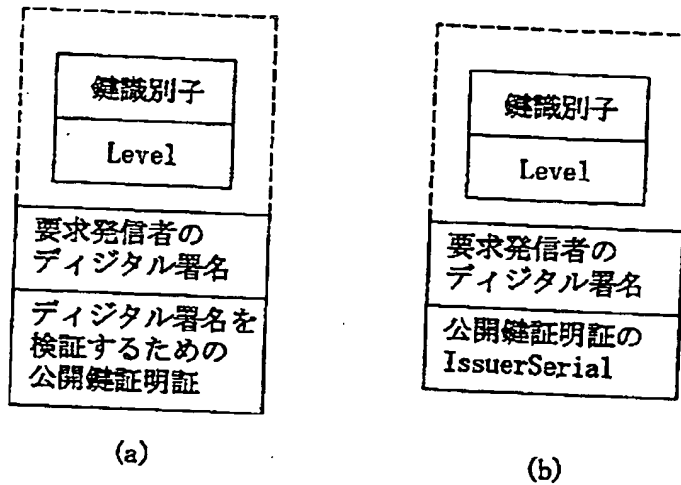 鍵識別子
Level
要求発信者の
ディジタル署名
ディジタル署名を
検証するための
公開鍵証明証
(a)
鍵識別子
Level
要求発信者の
ディジタル署名
公開鍵証明証の
IssuerSerial
(b)